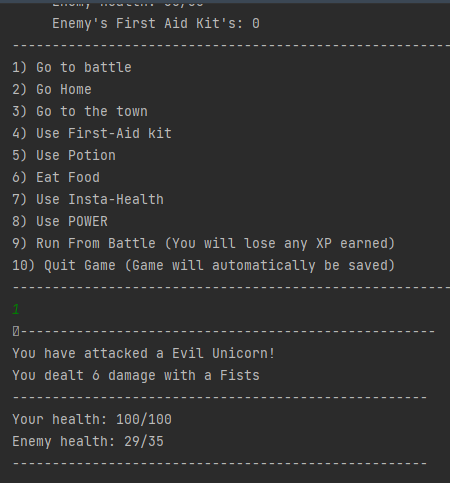 Enemy's First Aid Kit's: 0
-------------------------------------------------------
1) Go to battle
2) Go Home
3) Go to the town
4) Use First-Aid kit
5) Use Potion
6) Eat Food
7) Use Insta-Health
8) Use POWER
9) Run From Battle (You will lose any XP earned)
10) Quit Game (Game will automatically be saved)
-------------------------------------------------------
1
----------------------------------------------------
You have attacked a Evil Unicorn!
You dealt 6 damage with a Fists
----------------------------------------------------
Your health: 100/100
Enemy health: 29/35
----------------------------------------------------